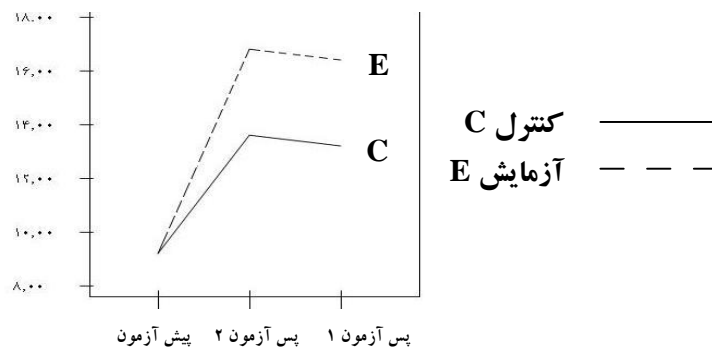 ۱۸.۰۰
۱۶,۰۰
۱۴,۰۰
۱۲,۰۰
۱۰,۰۰
۸,۰۰
E
C
پیش آزمون
پس آزمون ۲
پس آزمون ۱
کنترل C
آزمایش E